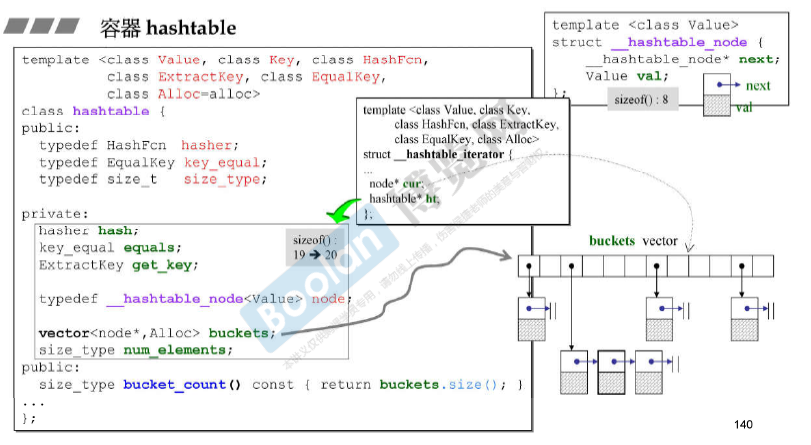 容器 hashtable
template <class Value, class Key, class HashFcn,
class ExtractKey, class EqualKey,
class Alloc=alloc>
class hashtable {
public:
typedef HashFcn hasher;
typedef EqualKey key_equal;
typedef size_t size_type;
private:
hasher hash;
key_equal equals;
ExtractKey get_key;
typedef __hashtable_node<Value> node;
vector<node*,Alloc> buckets;
size_type num_elements;
public:
size_type bucket_count() const { return buckets.size(); }
...
};
sizeof() :
19 ➔ 20
template <class Value, class Key,
class HashFcn, class ExtractKey,
class EqualKey, class Alloc>
struct __hashtable_iterator {
...
node* cur;
hashtable* ht;
};
template <class Value>
struct __hashtable_node {
__hashtable_node* next;
Value val;
};
sizeof() : 8
next
val
buckets vector
Boolan 博览网
140